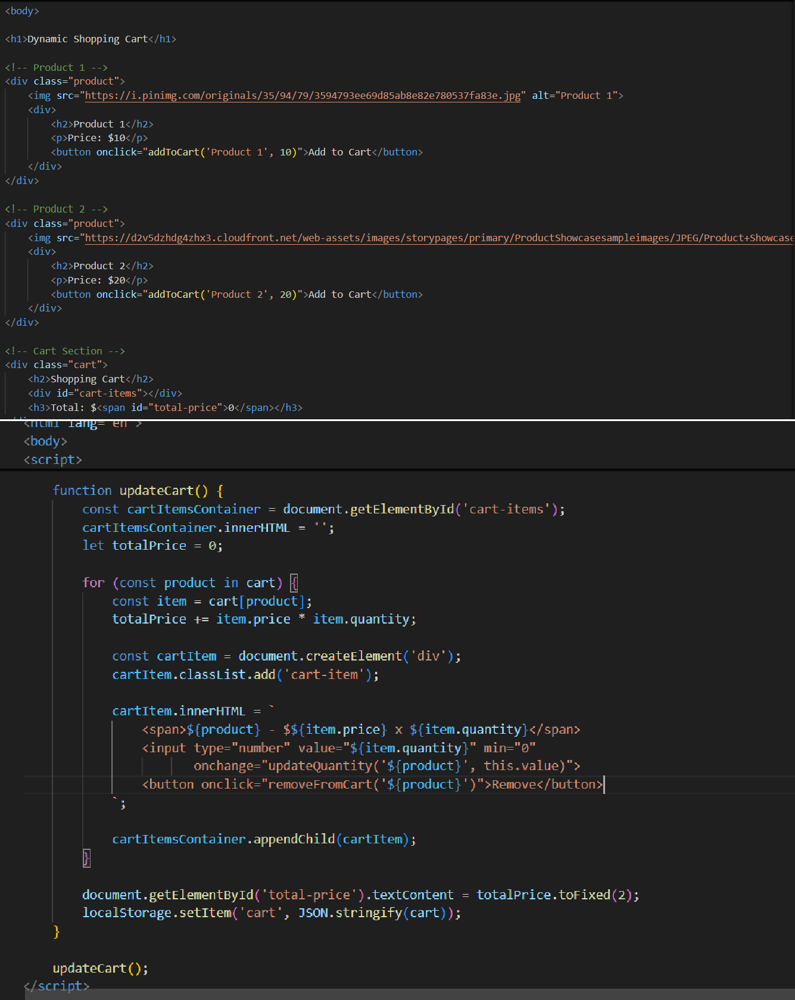 <body>
<h1>Dynamic Shopping Cart</h1>
<!-- Product 1 -->
<div class="product">
<img src="https://i.pinimg.com/originals/35/94/79/3594793ee69d85ab8e82e780537fa83e.jpg" alt="Product 1">
<div>
<h2>Product 1</h2>
<p>Price: $10</p>
<button onclick="addToCart('Product 1', 10)">Add to Cart</button>
</div>
</div>
<!-- Product 2 -->
<div class="product">
<img src="https://d2v5dzhdg4zhx3.cloudfront.net/web-assets/images/storypages/primary/ProductShowcasesampleimages/JPEG/Product+Showcase
<div>
<h2>Product 2</h2>
<p>Price: $20</p>
<button onclick="addToCart('Product 2', 20)">Add to Cart</button>
</div>
</div>
<!-- Cart Section -->
<div class="cart">
<h2>Shopping Cart</h2>
<div id="cart-items"></div>
<h3>Total: $<span id="total-price">0</span></h3>
<html lang="en">
<body>
<script>
function updateCart() {
const cartItemsContainer = document.getElementById('cart-items');
cartItemsContainer.innerHTML = '';
let totalPrice = 0;
for (const product in cart) {
const item = cart[product];
totalPrice += item.price * item.quantity;
const cartItem = document.createElement('div');
cartItem.classList.add('cart-item');
cartItem.innerHTML = `
<span>${product} - $${item.price} x ${item.quantity}</span>
<input type="number" value="${item.quantity}" min="0"
onchange="updateQuantity('${product}', this.value)">
<button onclick="removeFromCart('${product}')">Remove</button>
`;
cartItemsContainer.appendChild(cartItem);
}
document.getElementById('total-price').textContent = totalPrice.toFixed(2);
localStorage.setItem('cart', JSON.stringify(cart));
}
updateCart();
</script>